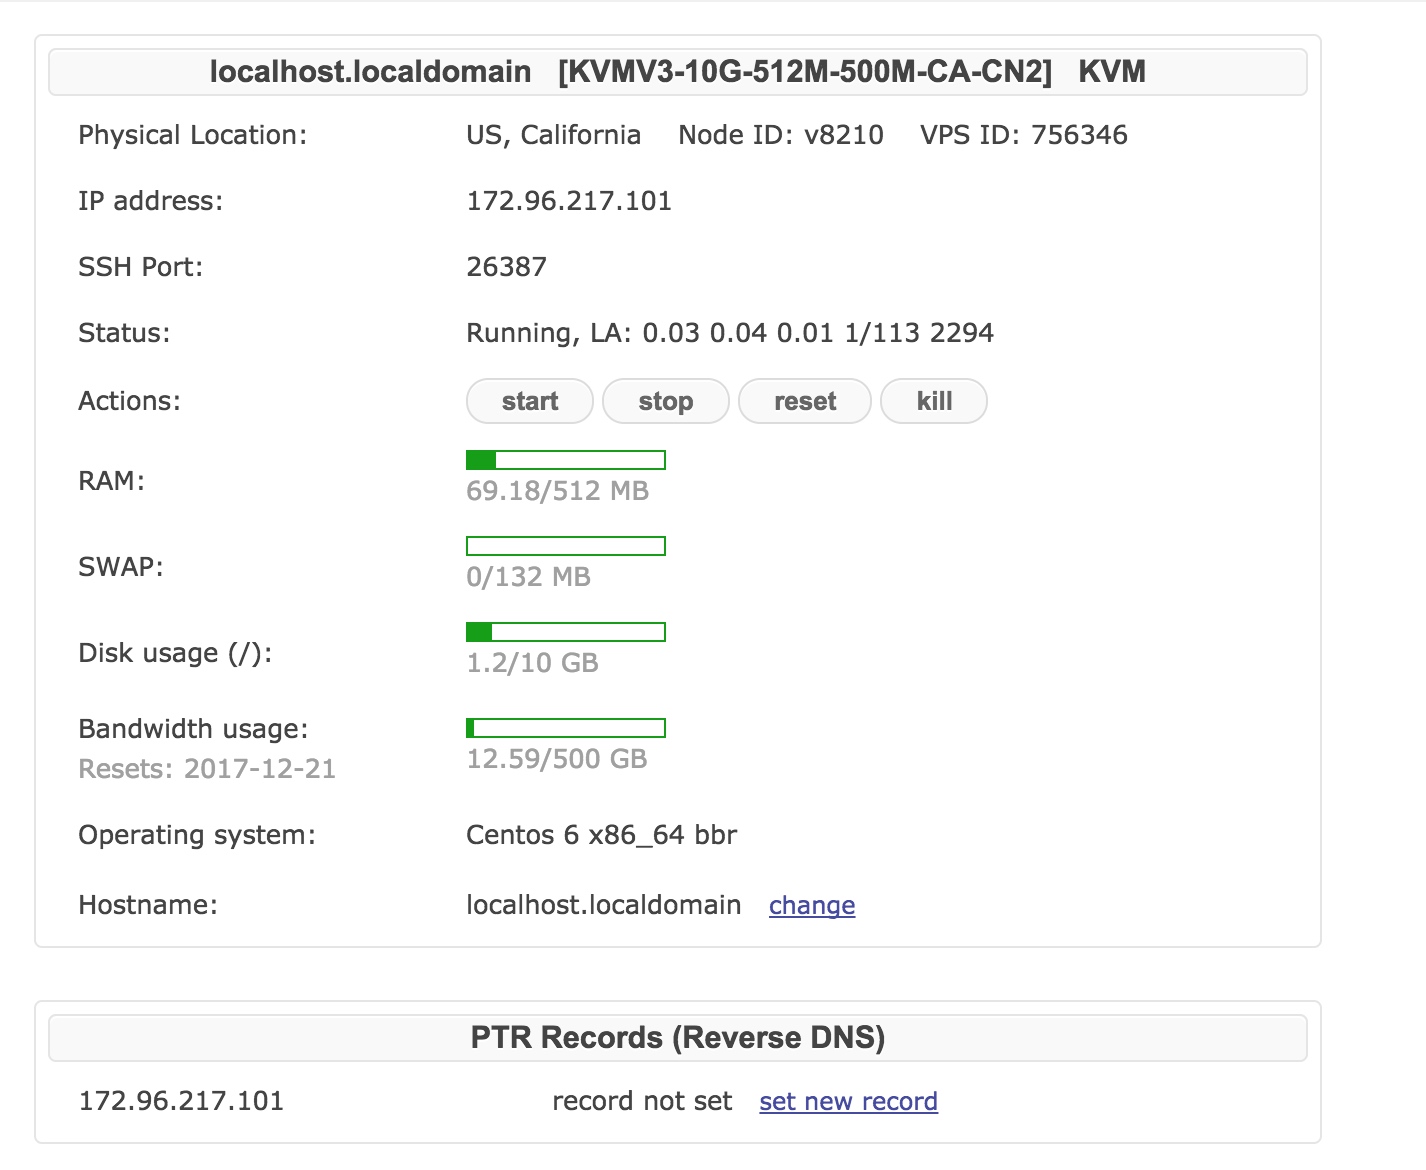 localhost.localdomain [KVMV3-10G-512M-500M-CA-CN2] KVM
Physical Location: US, California Node ID: v8210 VPS ID: 756346
IP address: 172.96.217.101
SSH Port: 26387
Status: Running, LA: 0.03 0.04 0.01 1/113 2294
Actions: start stop reset kill
RAM: 69.18/512 MB
SWAP: 0/132 MB
Disk usage (/): 1.2/10 GB
Bandwidth usage: 12.59/500 GB
Resets: 2017-12-21
Operating system: Centos 6 x86_64 bbr
Hostname: localhost.localdomain change
PTR Records (Reverse DNS)
172.96.217.101 record not set set new record